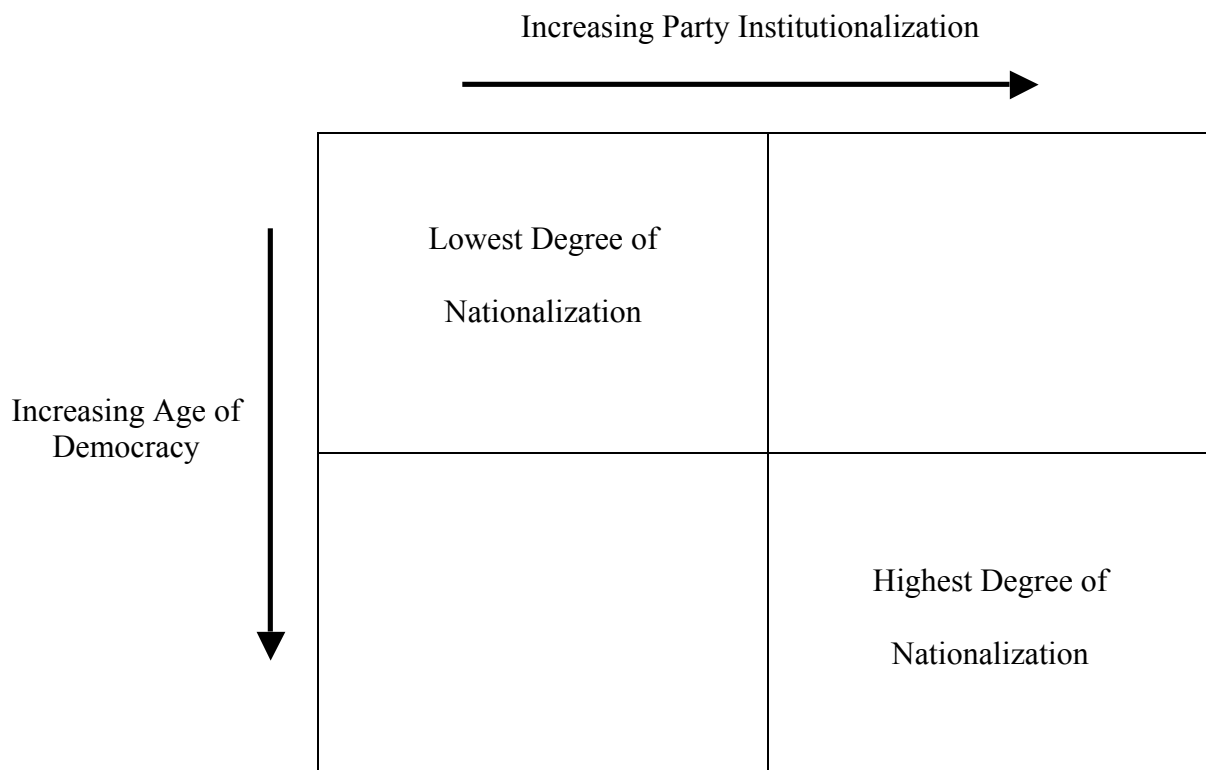 Increasing Party Institutionalization
Lowest Degree of
Nationalization
Increasing Age of
Democracy
Highest Degree of
Nationalization